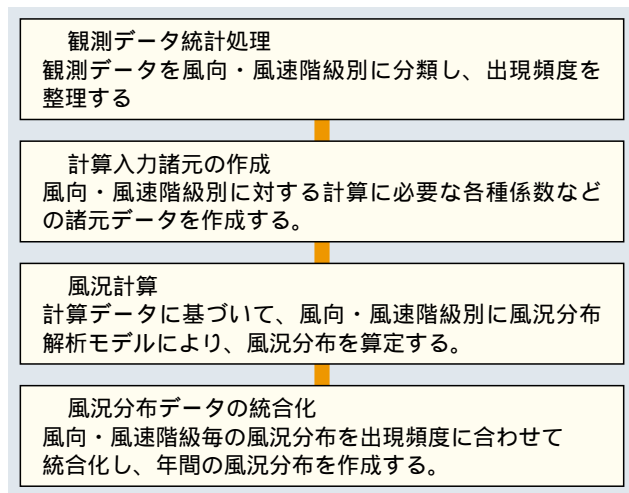 観測データ統計処理
観測データを風向・風速階級別に分類し、出現頻度を
整理する
計算入力諸元の作成
風向・風速階級別に対する計算に必要な各種係数など
の諸元データを作成する。
風況計算
計算データに基づいて、風向・風速階級別に風況分布
解析モデルにより、風況分布を算定する。
風況分布データの統合化
風向・風速階級毎の風況分布を出現頻度に合わせて
統合化し、年間の風況分布を作成する。